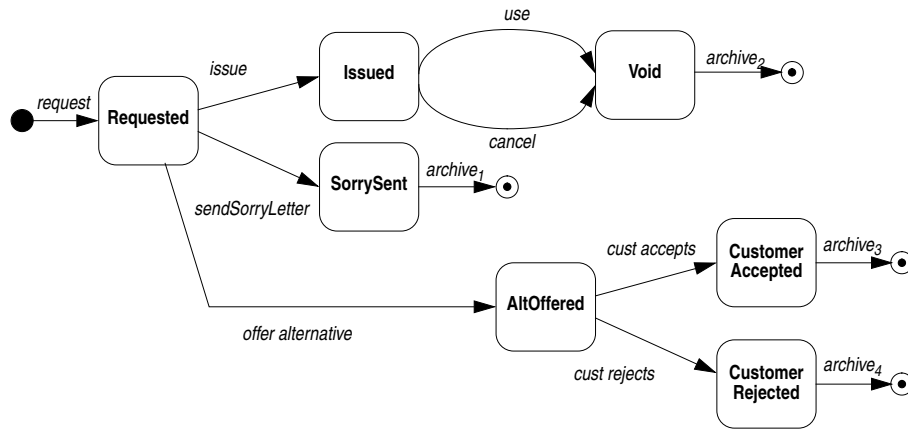 use
issue
Issued
Void
archive2
request
Requested
cancel
SorrySent
archive1
sendSorryLetter
cust accepts
Customer
Accepted
archive3
AltOffered
offer alternative
cust rejects
Customer
Rejected
archive4